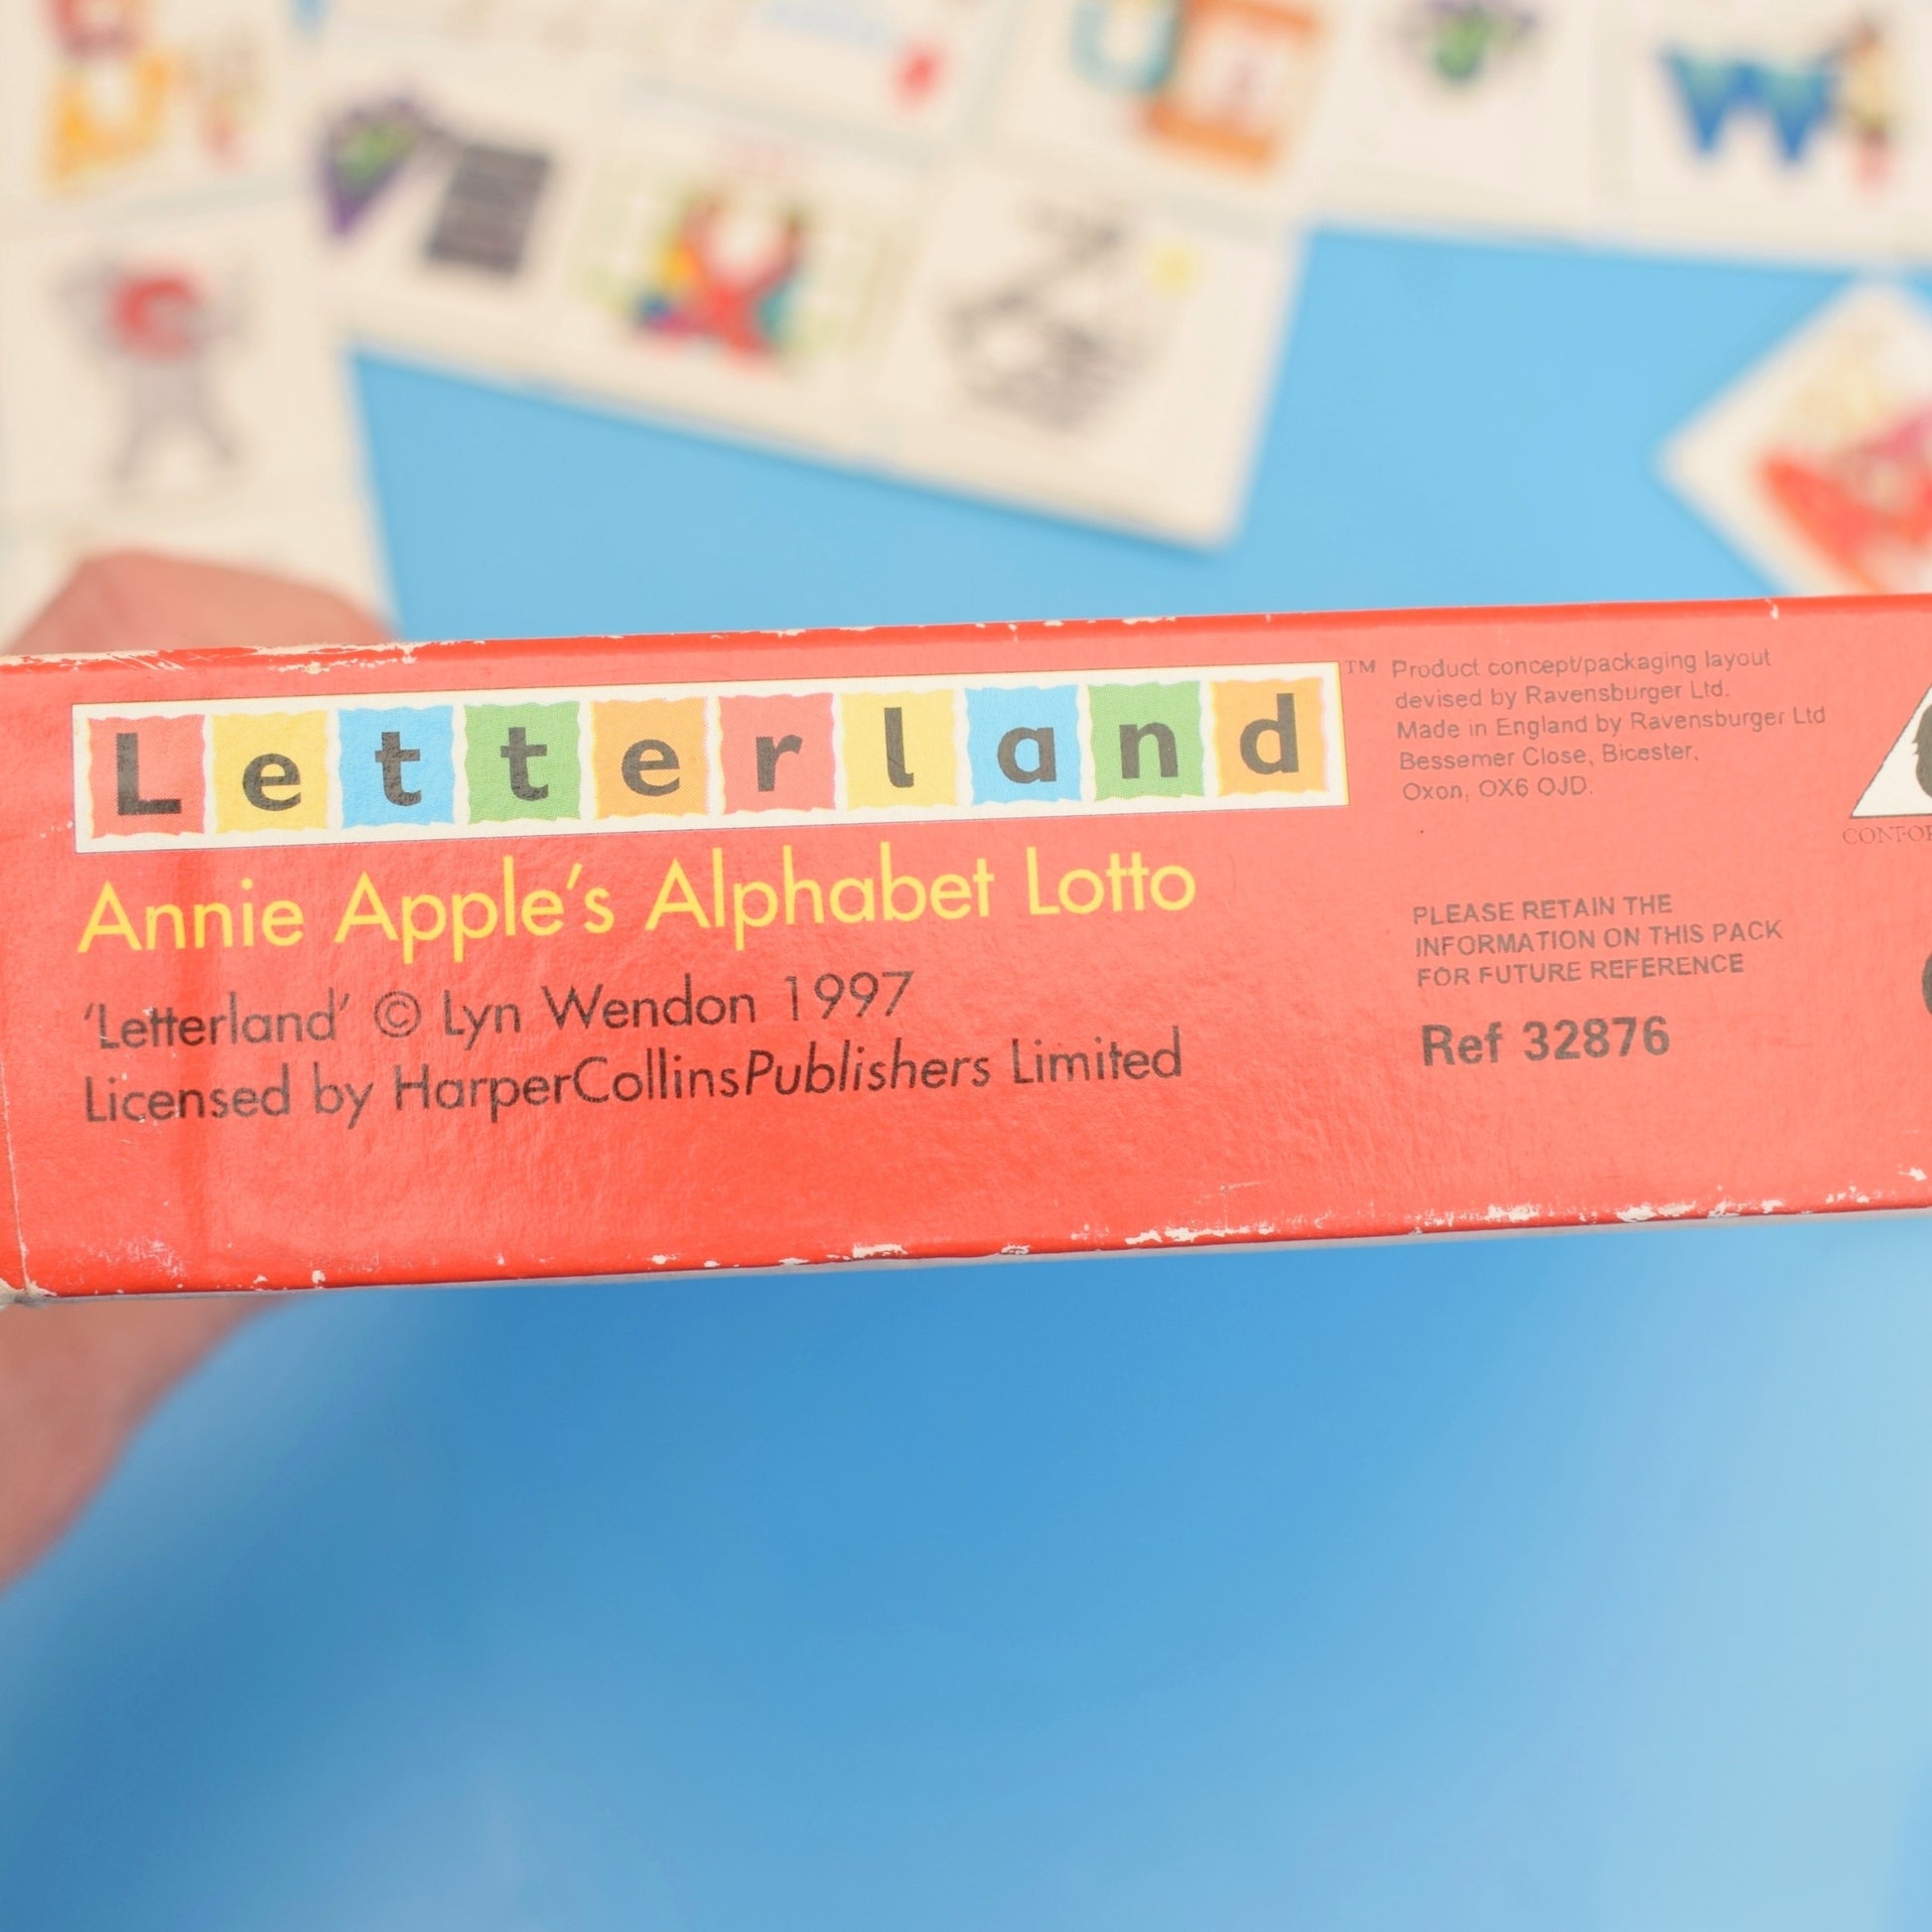 Letterland™
Annie Apple's Alphabet Lotto
'Letterland' © Lyn Wendon 1997
Licensed by HarperCollinsPublishers Limited
Product concept/packaging layout
devised by Ravensburger Ltd.
Made in England by Ravensburger Ltd
Bessemer Close, Bicester,
Oxon, OX6 OJD.
PLEASE RETAIN THE
INFORMATION ON THIS PACK
FOR FUTURE REFERENCE
Ref 32876